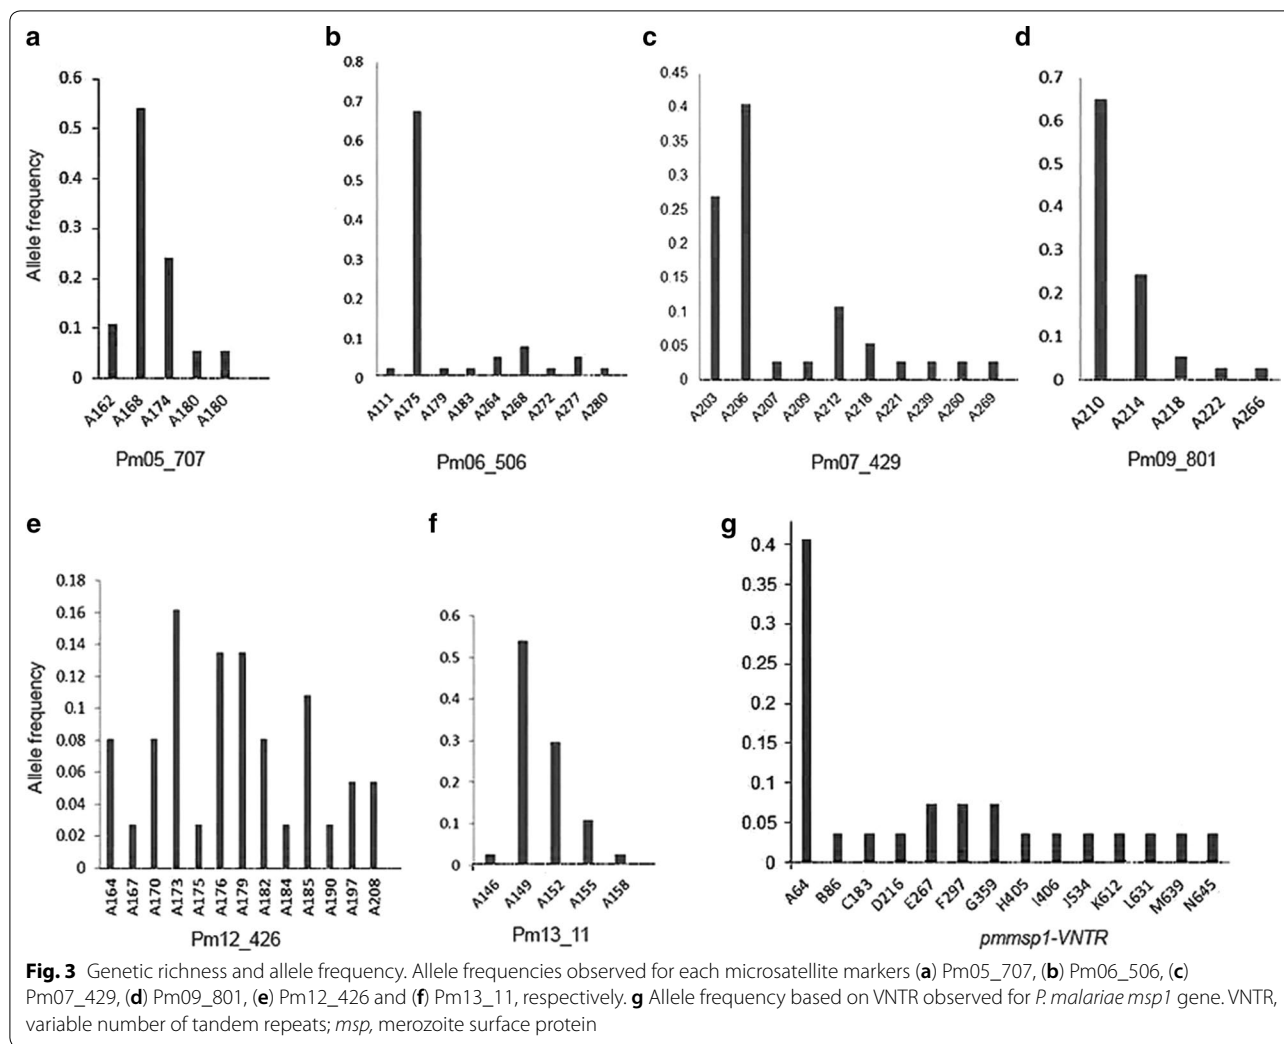 a
0.6
0.5
0.4
0.3
0.2
0.1
0
Allele frequency
A162 A168 A174 A180 A180
Pm05_707
b
0.8
0.7
0.6
0.5
0.4
0.3
0.2
0.1
0
A111 A175 A179 A183 A264 A268 A272 A277 A280
Pm06_506
c
0.45
0.4
0.35
0.3
0.25
0.2
0.15
0.1
0.05
0
A203 A206 A207 A209 A212 A218 A221 A239 A260 A269
Pm07_429
d
0.7
0.6
0.5
0.4
0.3
0.2
0.1
0
A210 A214 A218 A222 A266
Pm09_801
e
0.18
0.16
0.14
0.12
0.1
0.08
0.06
0.04
0.02
0
Allele frequency
A164 A167 A170 A173 A175 A176 A179 A182 A184 A185 A190 A197 A208
Pm12_426
f
0.6
0.5
0.4
0.3
0.2
0.1
0
A146 A149 A152 A155 A158
Pm13_11
g
0.4
0.35
0.3
0.25
0.2
0.15
0.1
0.05
0
A64 B86 C183 D216 E267 F297 G359 H405 I406 J534 K612 L631 M639 N645
pmmsp1-VNTR
Fig. 3 Genetic richness and allele frequency. Allele frequencies observed for each microsatellite markers (a) Pm05_707, (b) Pm06_506, (c)
Pm07_429, (d) Pm09_801, (e) Pm12_426 and (f) Pm13_11, respectively. g Allele frequency based on VNTR observed for P. malariae msp1 gene. VNTR,
variable number of tandem repeats; msp, merozoite surface protein